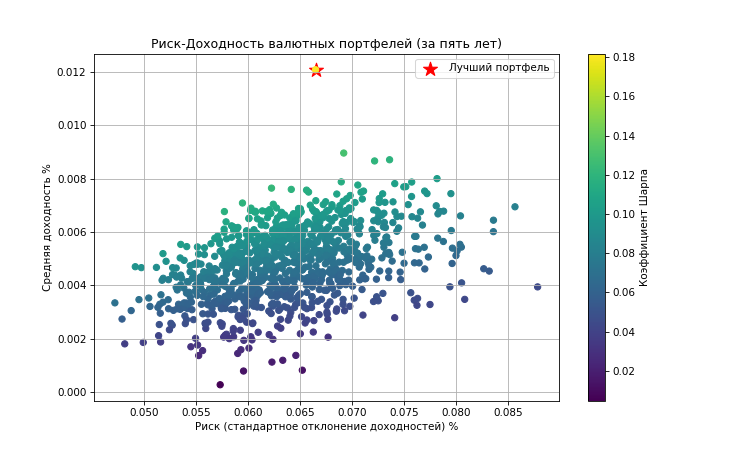 Риск-Доходность валютных портфелей (за пять лет)
Лучший портфель
Средняя доходность %
0.012
0.010
0.008
0.006
0.004
0.002
0.000
0.050 0.055 0.060 0.065 0.070 0.075 0.080 0.085
Риск (стандартное отклонение доходностей) %
0.18
0.16
0.14
0.12
0.10
0.08
0.06
0.04
0.02
Коэффициент Шарпа